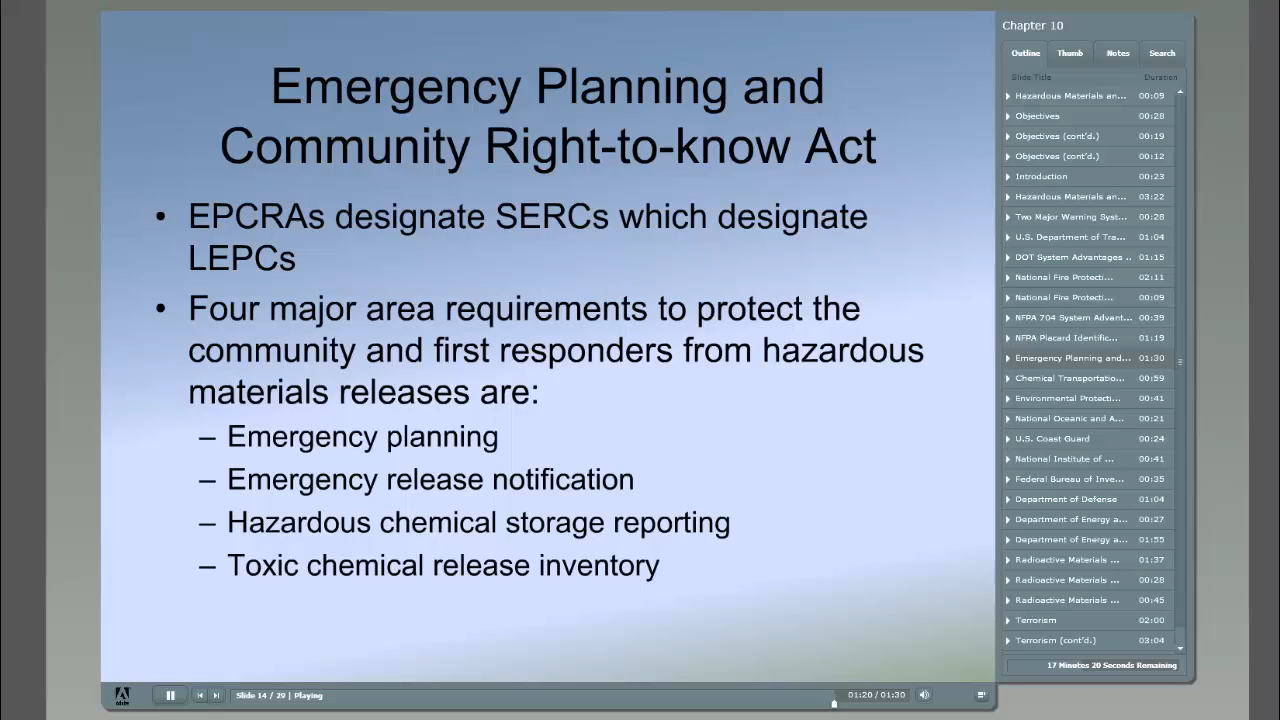 Emergency Planning and
Community Right-to-know Act
• EPCRAs designate SERCs which designate
LEPCs
• Four major area requirements to protect the
community and first responders from hazardous
materials releases are:
– Emergency planning
– Emergency release notification
– Hazardous chemical storage reporting
– Toxic chemical release inventory
Chapter 10
Outline Thumb Notes Search
Slide Title Duration
Hazardous Materials an... 00:09
Objectives 00:28
Objectives (cont'd.) 00:19
Objectives (cont'd.) 00:12
Introduction 00:23
Hazardous Materials an... 03:22
Two Major Warning Syst... 00:28
U.S. Department of Tra... 01:04
DOT System Advantages .. 01:15
National Fire Protecti... 02:11
National Fire Protecti... 00:09
NFPA 704 System Advant... 00:39
NFPA Placard Identific... 01:19
Emergency Planning and... 01:30
Chemical Transportatio... 00:59
Environmental Protecti... 00:41
National Oceanic and A... 00:21
U.S. Coast Guard 00:24
National Institute of ... 00:41
Federal Bureau of Inve... 00:35
Department of Defense 01:04
Department of Energy a... 00:27
Department of Energy a... 01:55
Radioactive Materials ... 01:37
Radioactive Materials ... 00:28
Radioactive Materials ... 00:45
Terrorism 02:00
Terrorism (cont'd.) 03:04
17 Minutes 20 Seconds Remaining
Adobe
Slide 14 / 29 | Playing
01:20 / 01:30